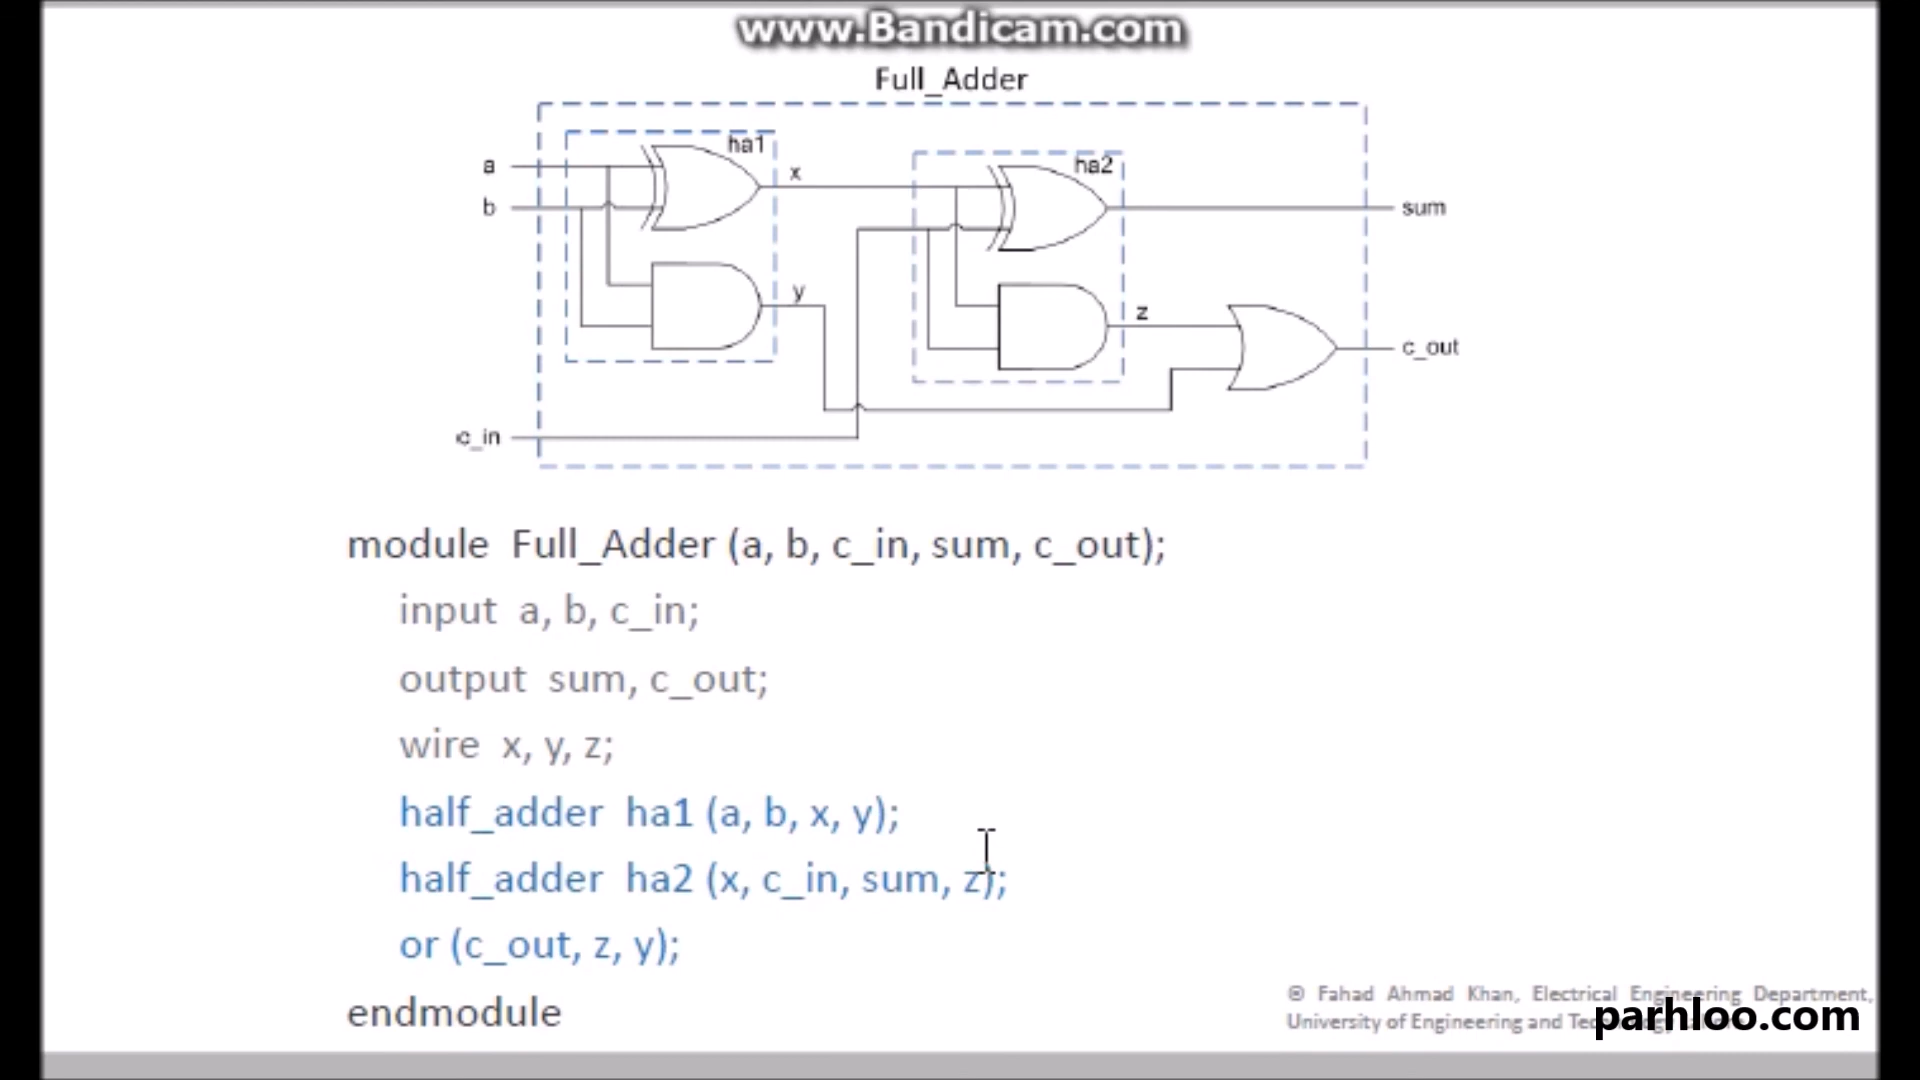 www.Bandicam.com
Full_Adder
ha1
a
x
ha2
b
sum
y
z
c_out
c_in
module Full_Adder (a, b, c_in, sum, c_out);
input a, b, c_in;
output sum, c_out;
wire x, y, z;
half_adder ha1 (a, b, x, y);
half_adder ha2 (x, c_in, sum, z);
or (c_out, z, y);
endmodule
© Fahad Ahmad Khan, Electrical Engineering Department,
University of Engineering and
parhloo.com